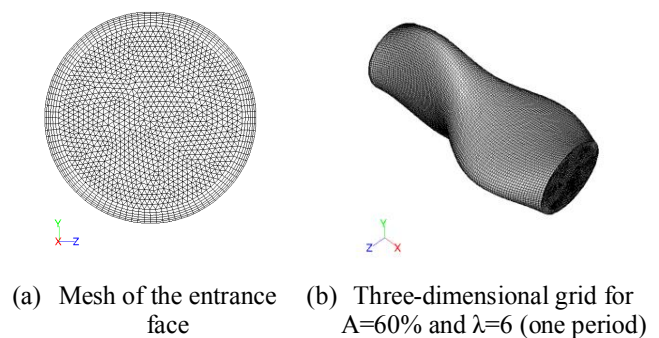 Y
X Z
Y
Z X
(a) Mesh of the entrance face
(b) Three-dimensional grid for A=60% and λ=6 (one period)